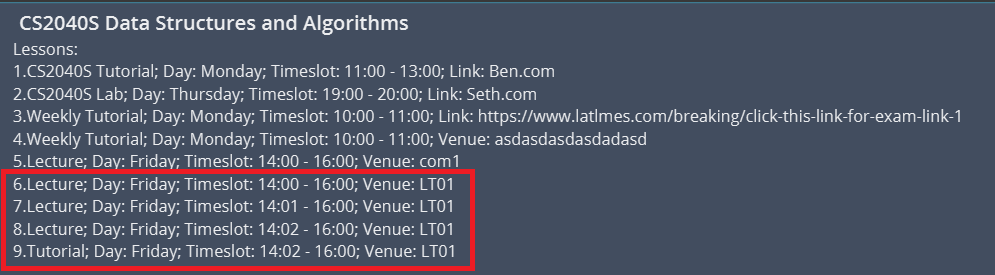 CS2040S Data Structures and Algorithms
Lessons:
1.CS2040S Tutorial; Day: Monday; Timeslot: 11:00 - 13:00; Link: Ben.com
2.CS2040S Lab; Day: Thursday; Timeslot: 19:00 - 20:00; Link: Seth.com
3.Weekly Tutorial; Day: Monday; Timeslot: 10:00 - 11:00; Link: https://www.latlmes.com/breaking/click-this-link-for-exam-link-1
4.Weekly Tutorial; Day: Monday; Timeslot: 10:00 - 11:00; Venue: asdasdasdasdadasd
5.Lecture; Day: Friday; Timeslot: 14:00 - 16:00; Venue: com1
6.Lecture; Day: Friday; Timeslot: 14:00 - 16:00; Venue: LT01
7.Lecture; Day: Friday; Timeslot: 14:01 - 16:00; Venue: LT01
8.Lecture; Day: Friday; Timeslot: 14:02 - 16:00; Venue: LT01
9.Tutorial; Day: Friday; Timeslot: 14:02 - 16:00; Venue: LT01